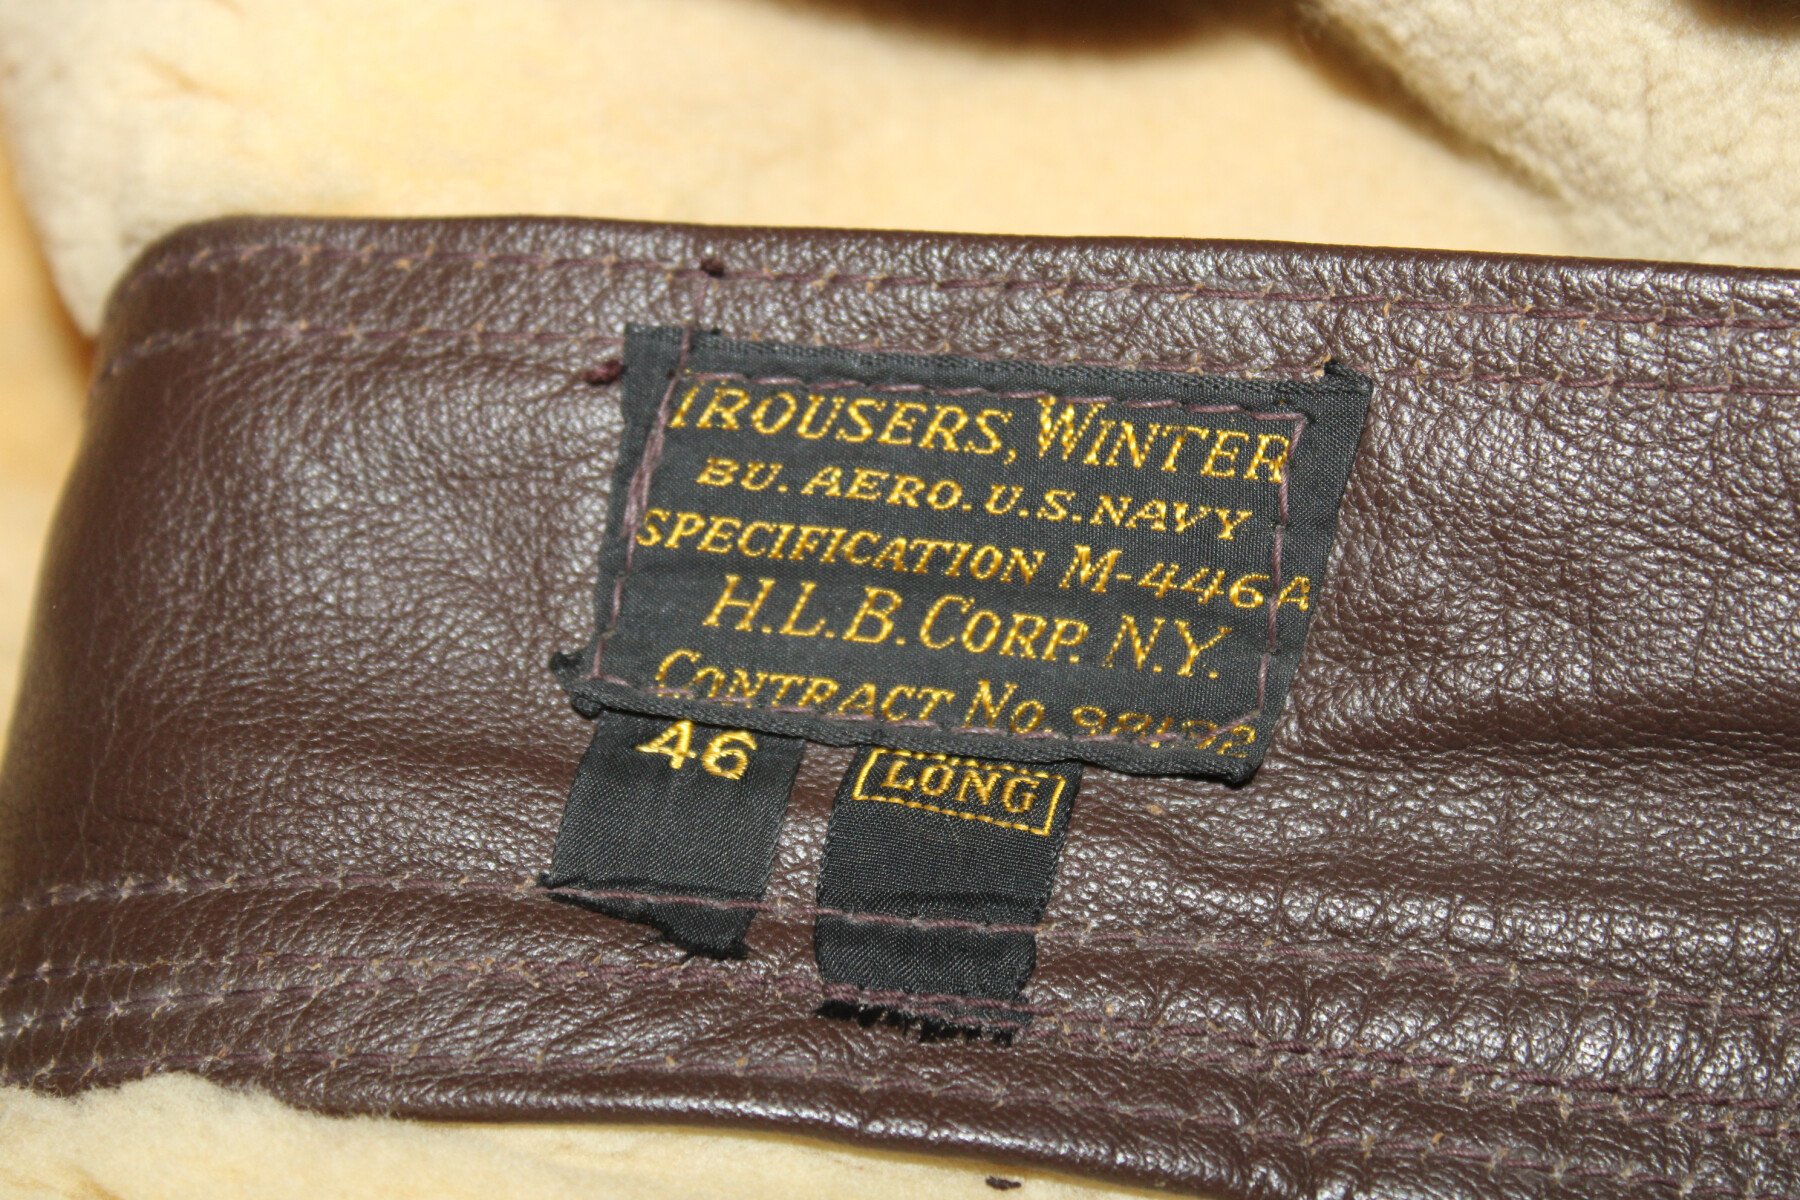 TROUSERS, WINTER
BU. AERO. U.S. NAVY
SPECIFICATION M-446A
H.L.B. CORP. N.Y.
CONTRACT NO.
46
LONG